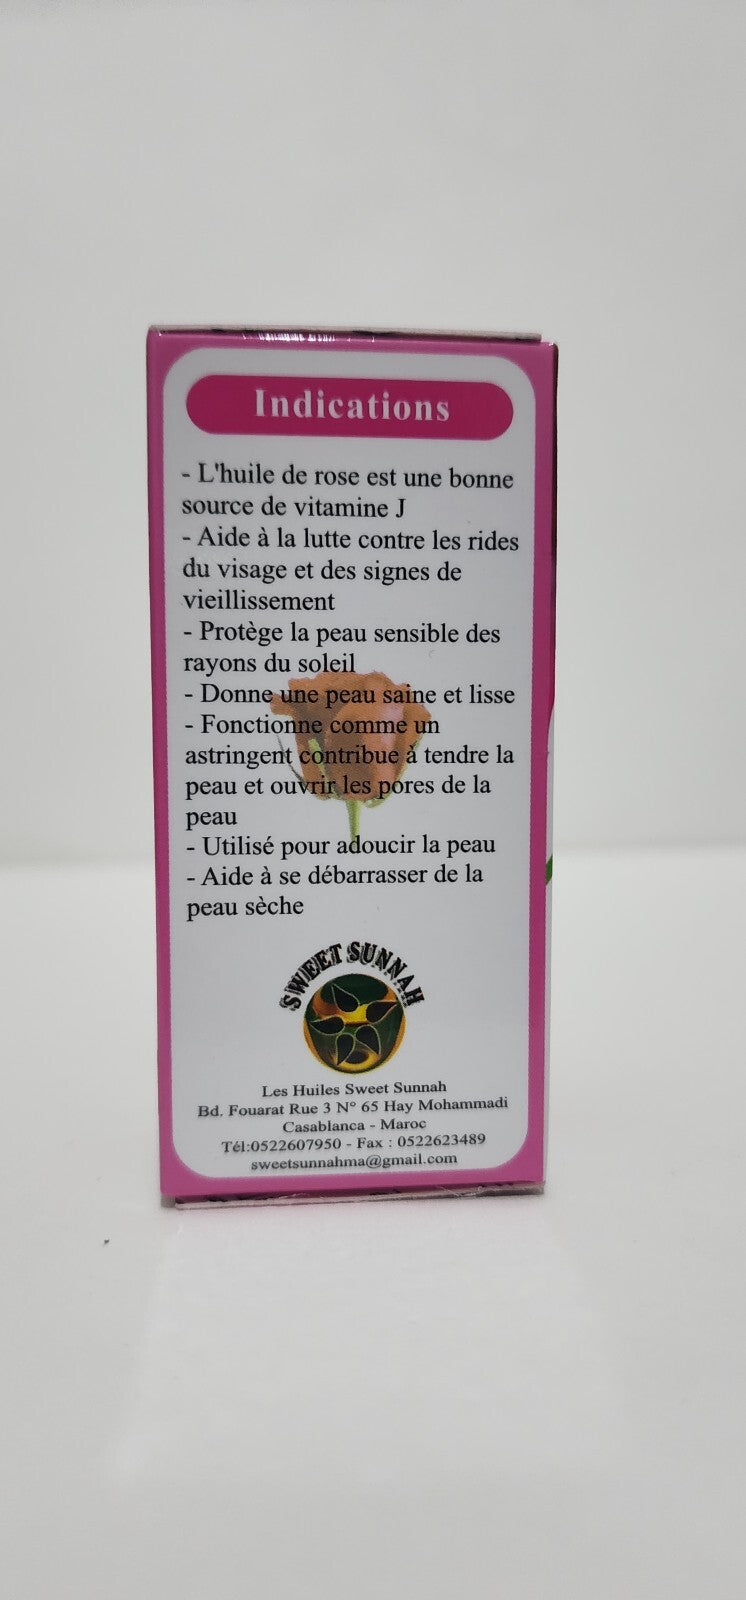 Indications
- L'huile de rose est une bonne
source de vitamine J
- Aide à la lutte contre les rides
du visage et des signes de
vieillissement
- Protège la peau sensible des
rayons du soleil
- Donne une peau saine et lisse
- Fonctionne comme un
astringent contribue à tendre la
peau et ouvrir les pores de la
peau
- Utilisé pour adoucir la peau
- Aide à se débarrasser de la
peau sèche
SWEET SUNNAH
Les Huiles Sweet Sunnah
Bd. Fouarat Rue 3 N° 65 Hay Mohammadi
Casablanca - Maroc
Tél:0522607950 - Fax : 0522623489
sweetsunnahma@gmail.com